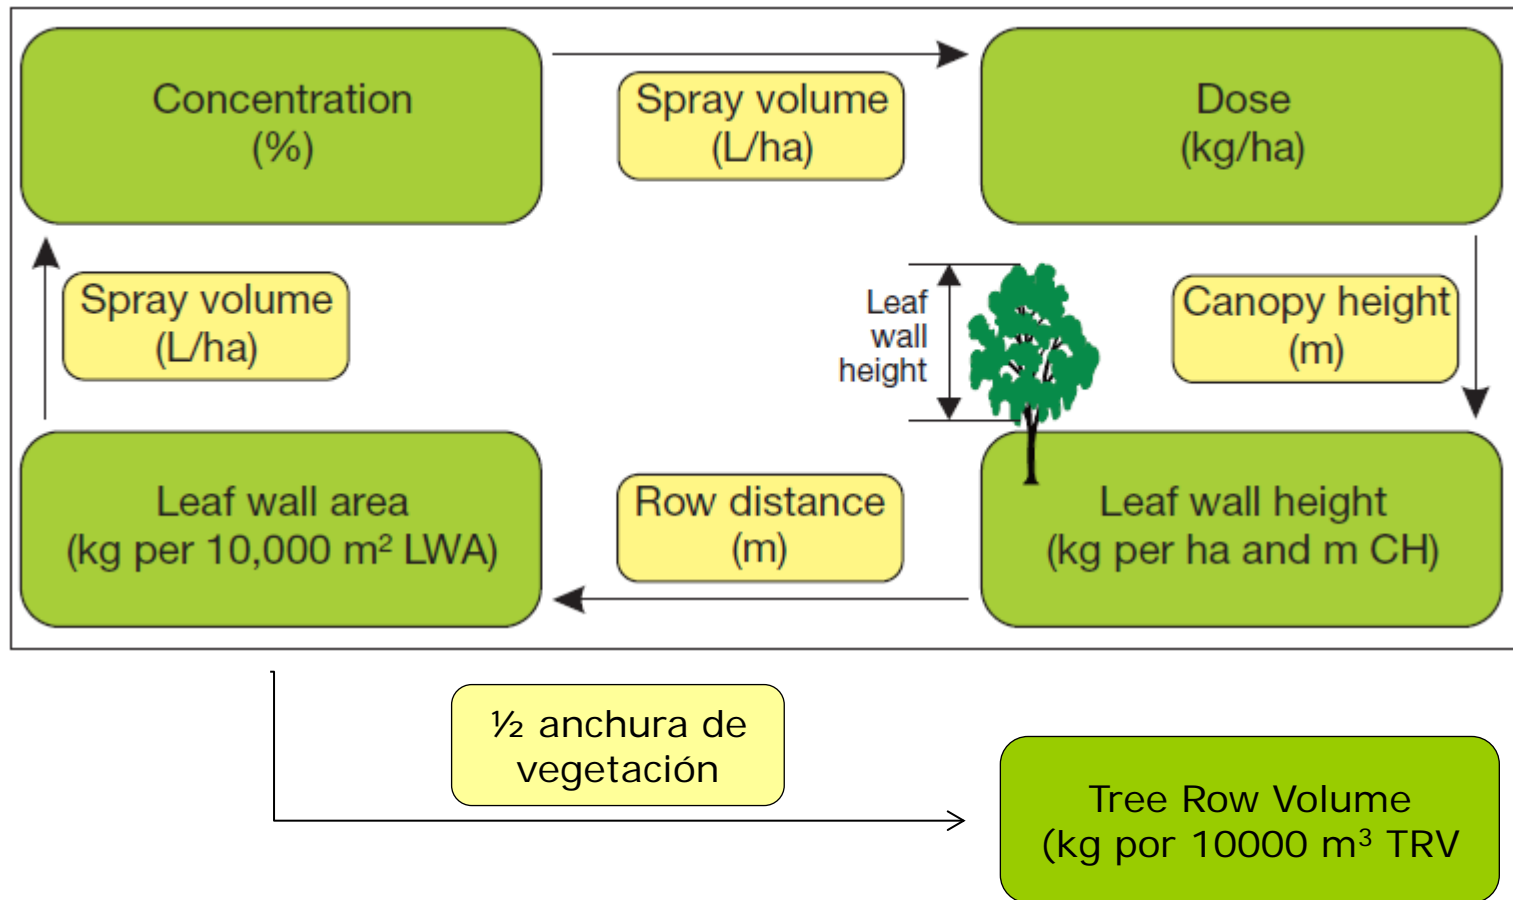 Concentration
(%)
Spray volume
(L/ha)
Dose
(kg/ha)
Spray volume
(L/ha)
Leaf
wall
height
Canopy height
(m)
Leaf wall area
(kg per 10,000 m² LWA)
Row distance
(m)
Leaf wall height
(kg per ha and m CH)
½ anchura de
vegetación
Tree Row Volume
(kg por 10000 m³ TRV